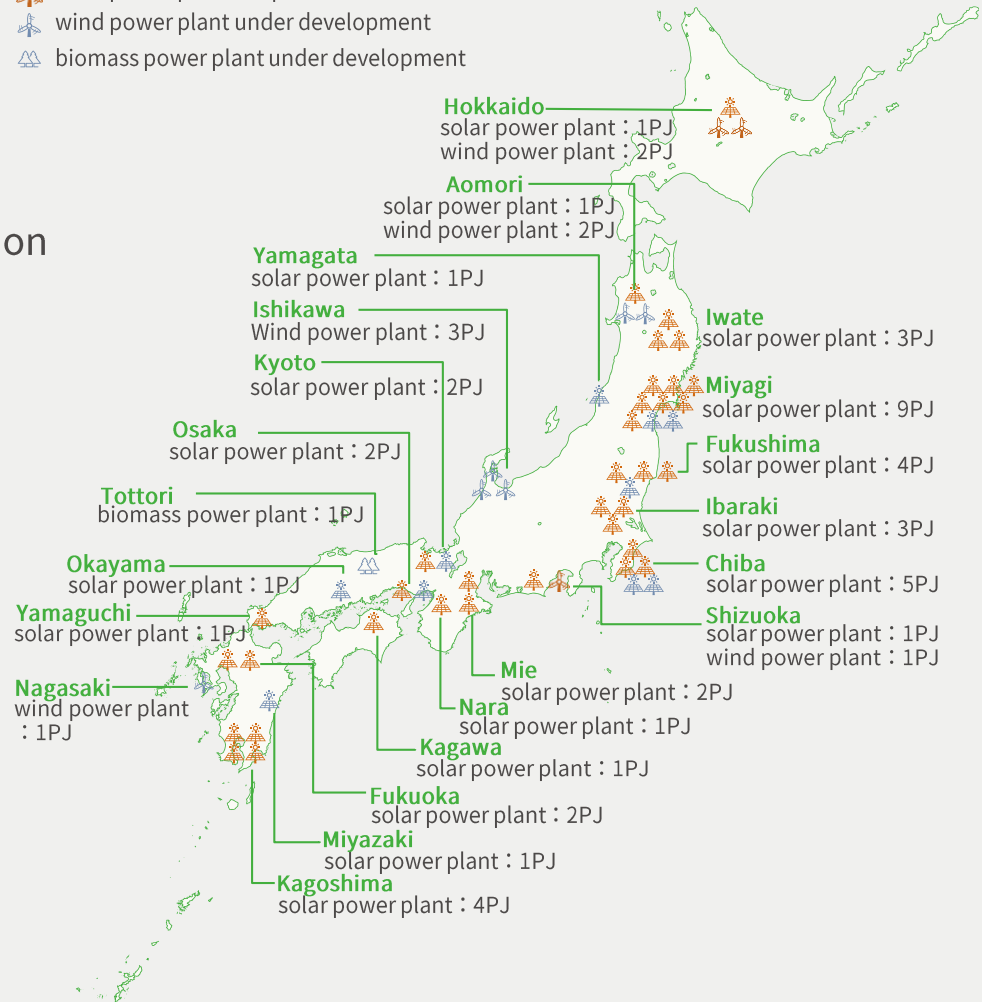 wind power plant under development
biomass power plant under development
on
Hokkaido
solar power plant：1PJ
wind power plant：2PJ
Aomori
solar power plant：1PJ
wind power plant：2PJ
Yamagata
solar power plant：1PJ
Ishikawa
Wind power plant：3PJ
Kyoto
solar power plant：2PJ
Osaka
solar power plant：2PJ
Tottori
biomass power plant：1PJ
Okayama
solar power plant：1PJ
Yamaguchi
solar power plant：1PJ
Nagasaki
wind power plant
：1PJ
Iwate
solar power plant：3PJ
Miyagi
solar power plant：9PJ
Fukushima
solar power plant：4PJ
Ibaraki
solar power plant：3PJ
Chiba
solar power plant：5PJ
Shizuoka
solar power plant：1PJ
wind power plant：1PJ
Mie
solar power plant：2PJ
Nara
solar power plant：1PJ
Kagawa
solar power plant：1PJ
Fukuoka
solar power plant：2PJ
Miyazaki
solar power plant：1PJ
Kagoshima
solar power plant：4PJ